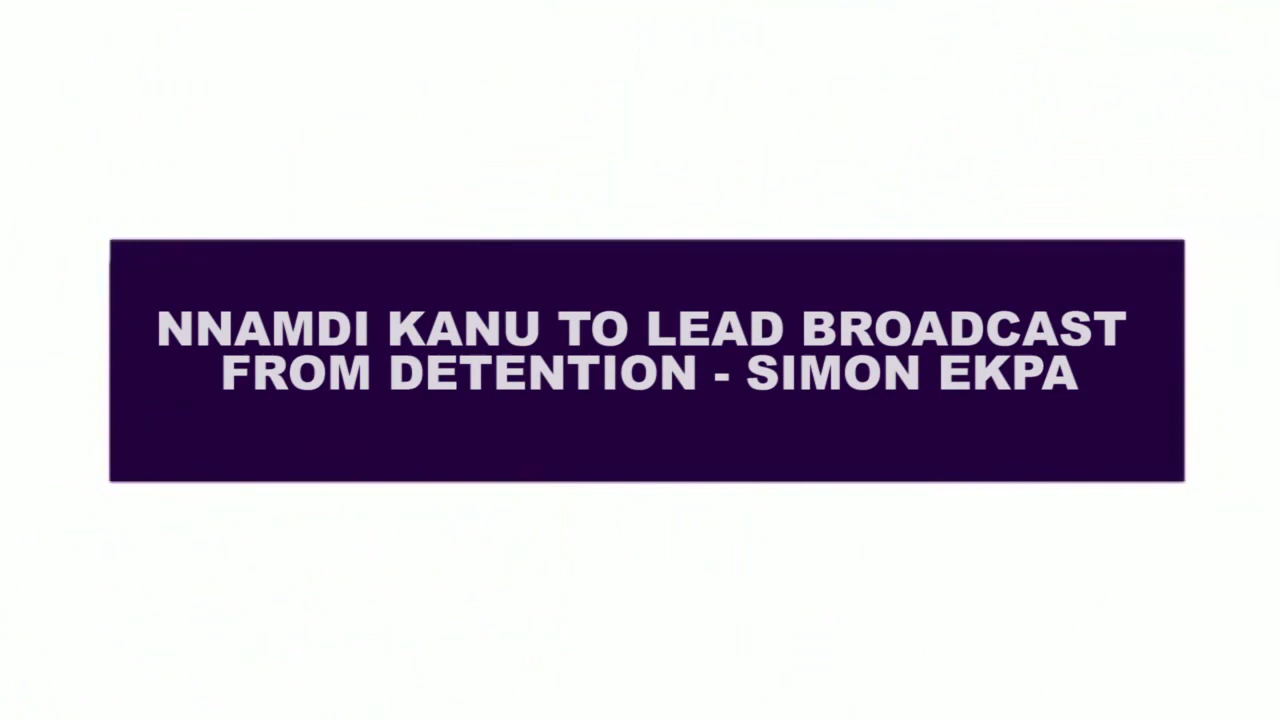 NNAMDI KANU TO LEAD BROADCAST
FROM DETENTION - SIMON EKPA